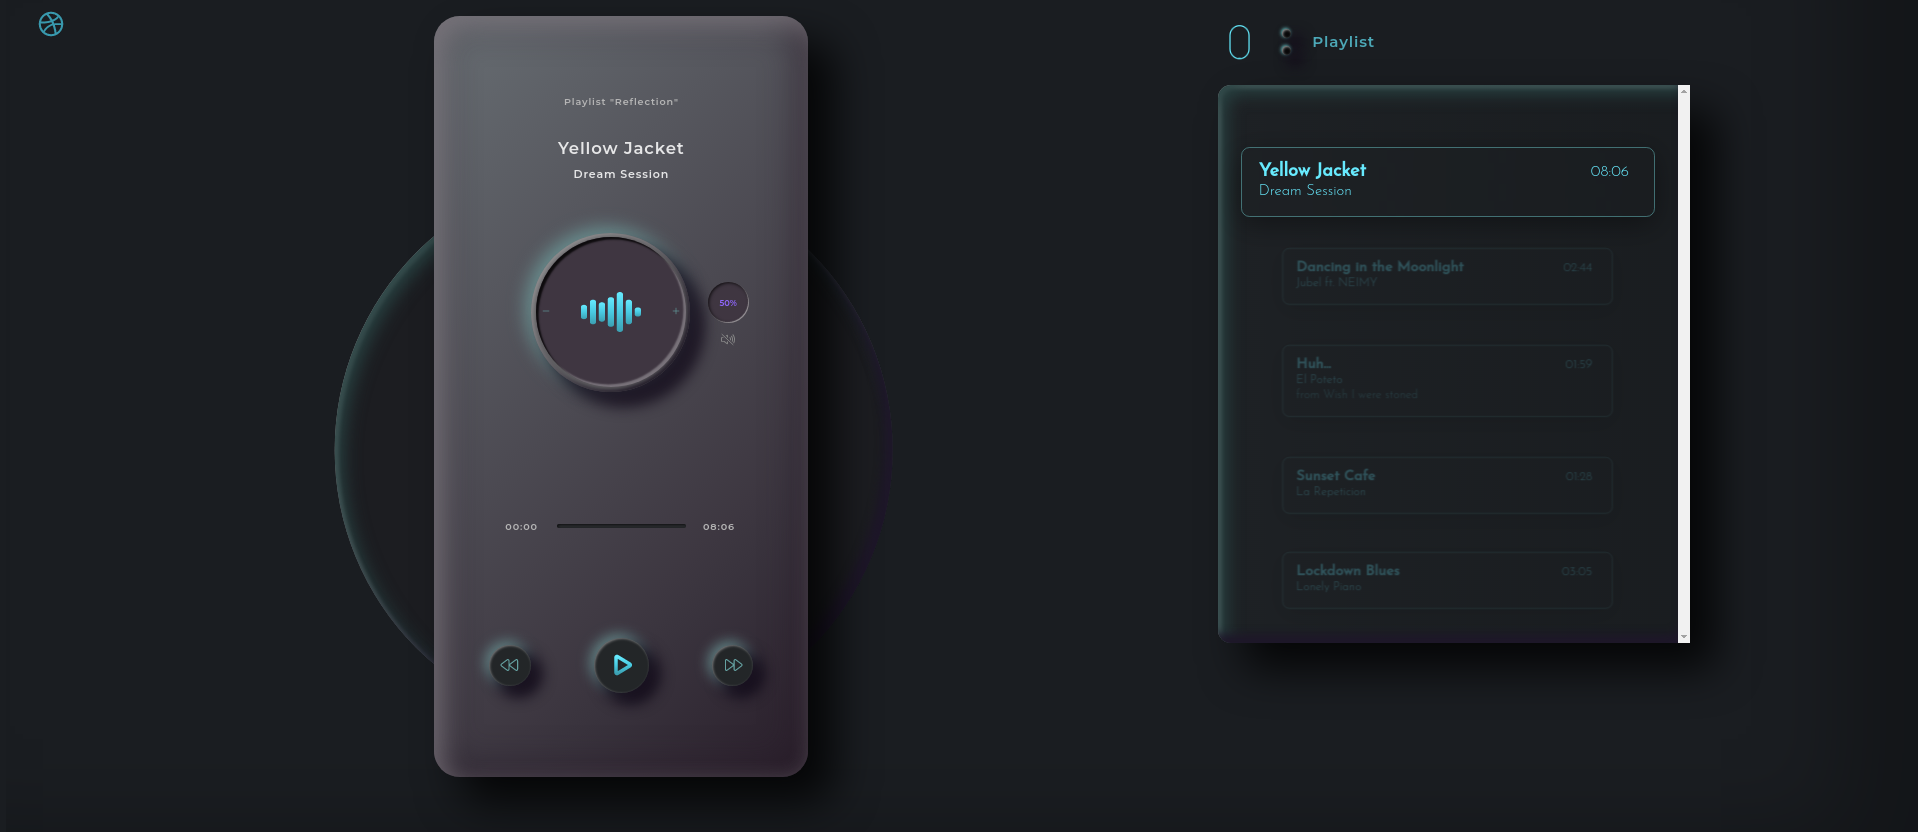 Playlist "Reflection"
Yellow Jacket
Dream Session
- +
50%
00:00 08:06
Playlist
Yellow Jacket 08:06
Dream Session
Dancing in the Moonlight 02:44
Jubel ft. NEIMY
Huh... 01:59
El Poteto
from Wish I were stoned
Sunset Cafe 01:28
La Repeticion
Lockdown Blues 03:05
Lonely Piano